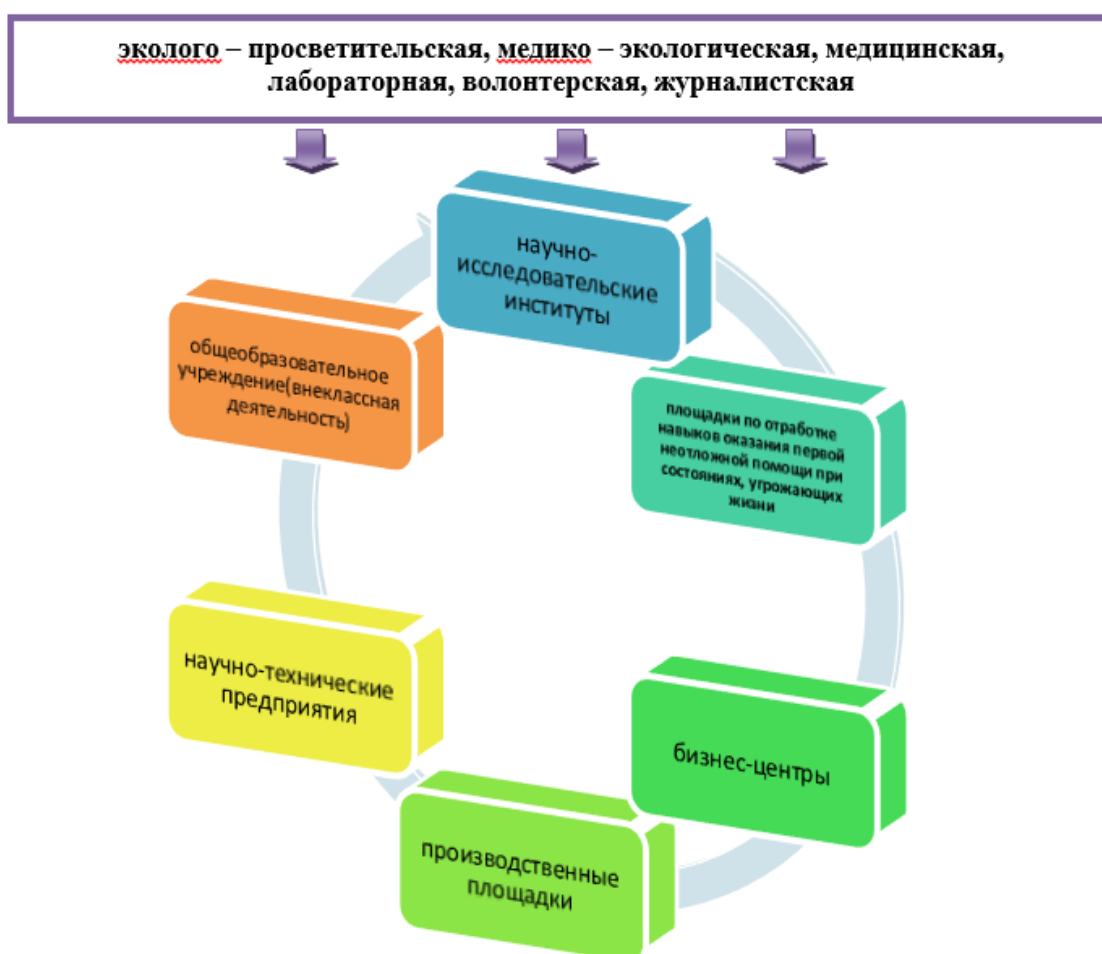 эколого – просветительская, медико – экологическая, медицинская,
лабораторная, волонтерская, журналистская
научно-
исследовательские
институты
общеобразовательное
учреждение(внеклассная
деятельность)
площадки по отработке
навыков оказания первой
неотложной помощи при
состояниях, угрожающих
жизни
научно-технические
предприятия
бизнес-центры
производственные
площадки